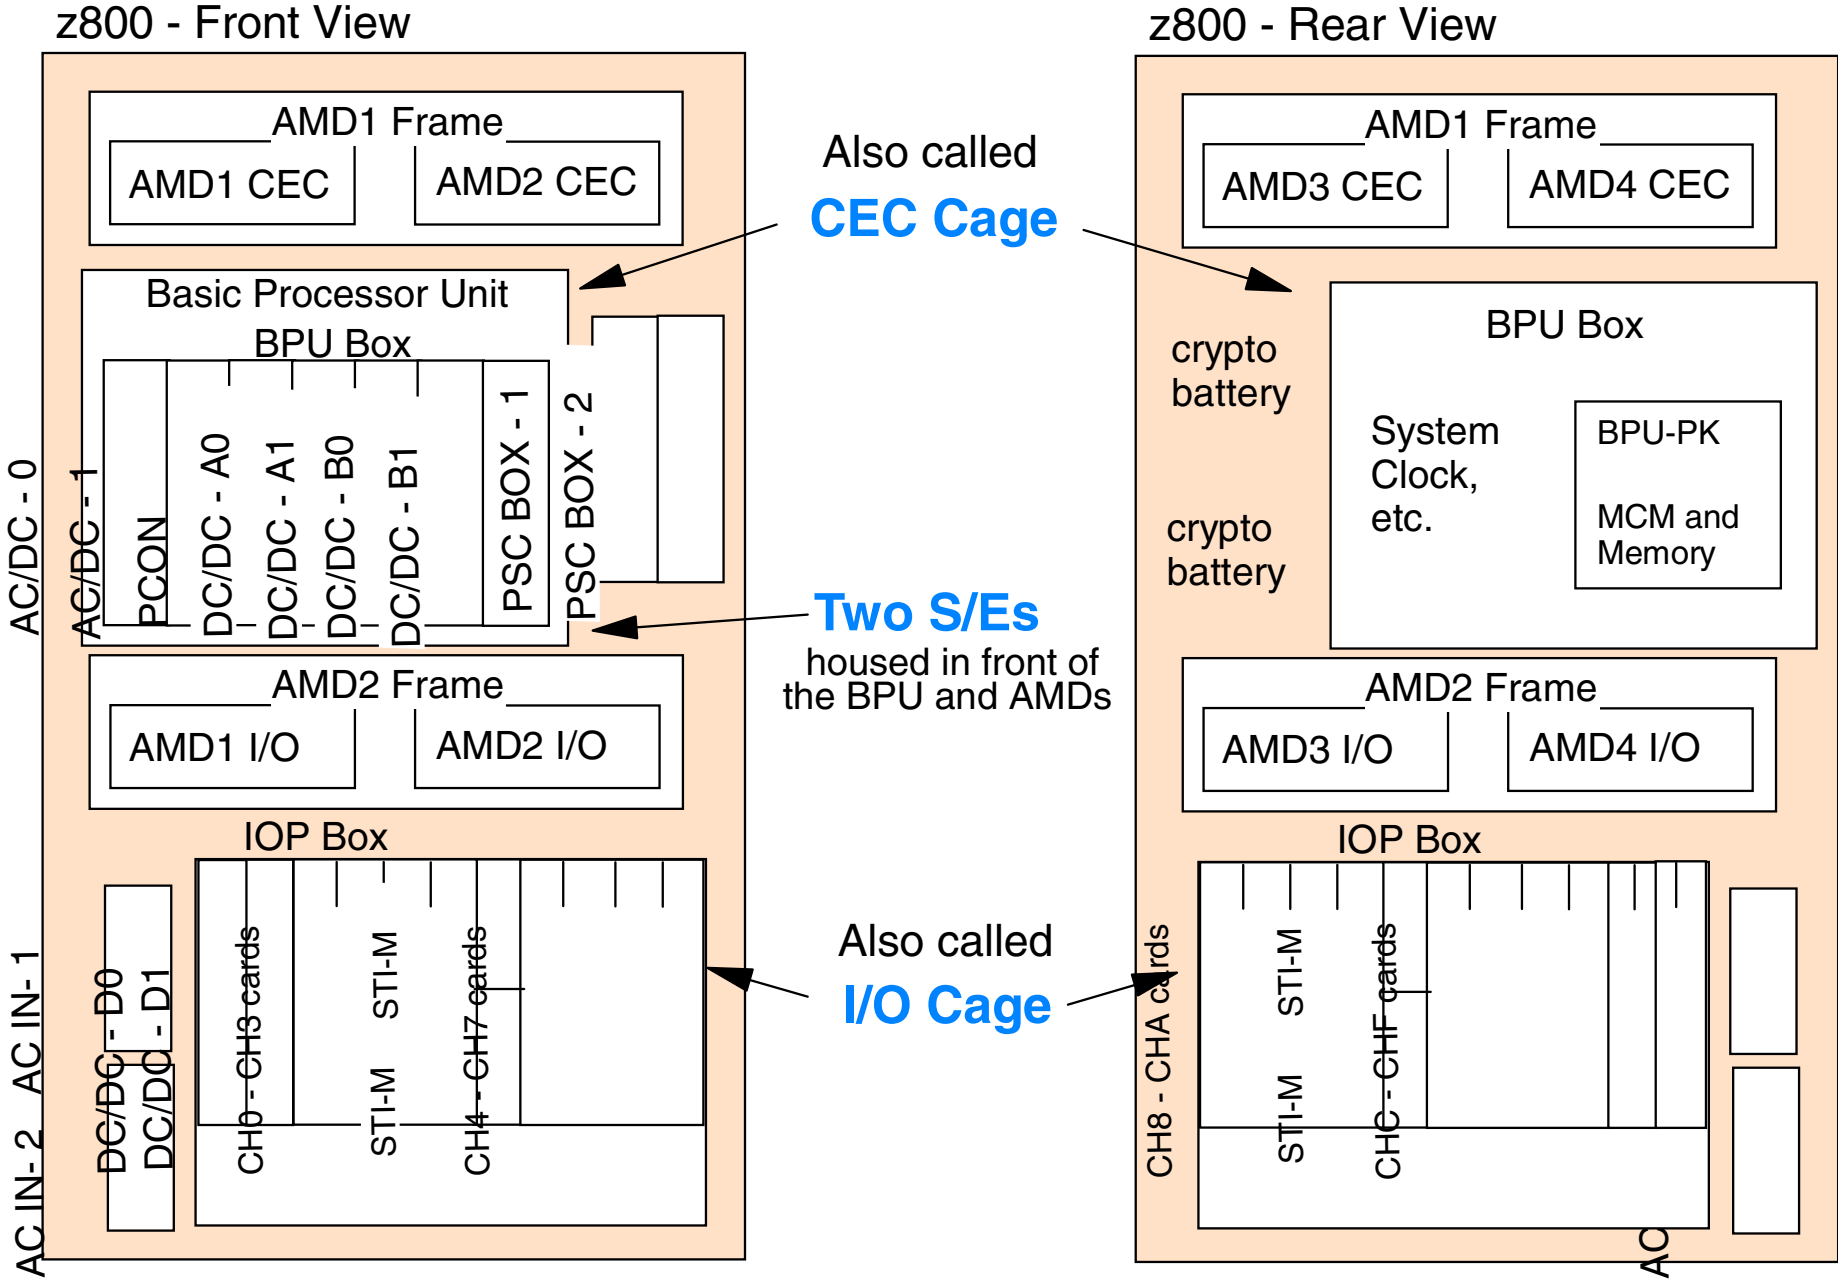 z800 - Front View
AMD1 Frame
AMD1 CEC
AMD2 CEC
Basic Processor Unit
BPU Box
AC/DC - 0
AC/DC - 1
PCON
DC/DC - A0
DC/DC - A1
DC/DC - B0
DC/DC - B1
PSC BOX - 1
PSC BOX - 2
AMD2 Frame
AMD1 I/O
AMD2 I/O
IOP Box
AC IN- 1
AC IN- 2
DC/DC - D0
DC/DC - D1
CH0 - CH3 cards
STI-M
STI-M
CH4 - CH7 cards
Also called
CEC Cage
Two S/Es
housed in front of
the BPU and AMDs
Also called
I/O Cage
z800 - Rear View
AMD1 Frame
AMD3 CEC
AMD4 CEC
crypto
battery
crypto
battery
BPU Box
System
Clock,
etc.
BPU-PK
MCM and
Memory
AMD2 Frame
AMD3 I/O
AMD4 I/O
IOP Box
CH8 - CHA cards
STI-M
STI-M
CHC - CHF cards
AC